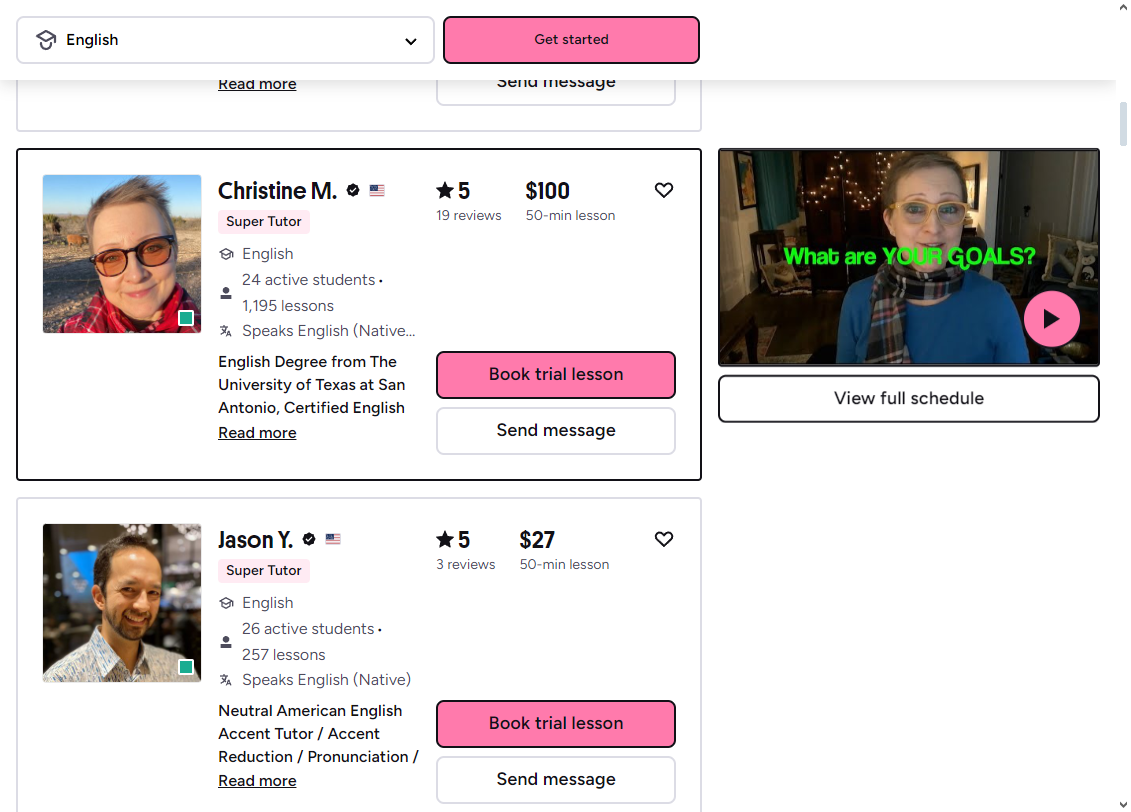 English
Get started
Read more
Send message
Christine M.
Super Tutor
5
19 reviews
$100
50-min lesson
English
24 active students •
1,195 lessons
Speaks English (Native...
English Degree from The
University of Texas at San
Antonio, Certified English
Read more
Book trial lesson
Send message
What are YOUR GOALS?
View full schedule
Jason Y.
Super Tutor
5
3 reviews
$27
50-min lesson
English
26 active students •
257 lessons
Speaks English (Native)
Neutral American English
Accent Tutor / Accent
Reduction / Pronunciation /
Read more
Book trial lesson
Send message